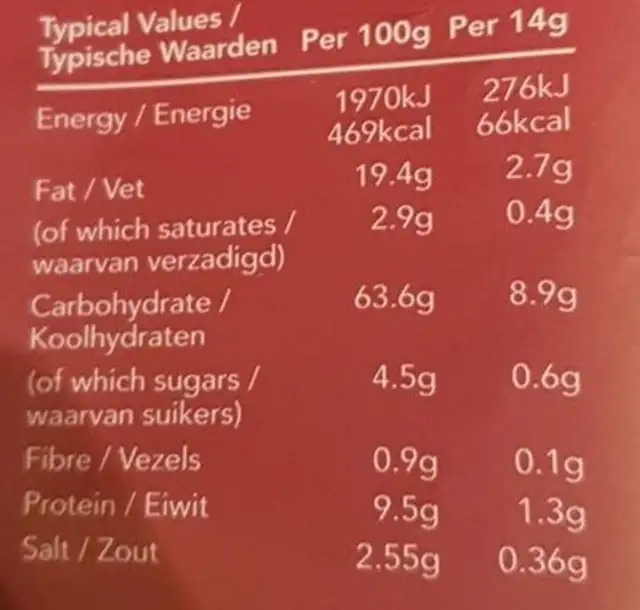 Typical Values /
Typische Waarden Per 100g Per 14g
Energy / Energie 1970kJ 276kJ
469kcal 66kcal
Fat / Vet 19.4g 2.7g
(of which saturates / 2.9g 0.4g
waarvan verzadigd)
Carbohydrate / 63.6g 8.9g
Koolhydraten
(of which sugars / 4.5g 0.6g
waarvan suikers)
Fibre / Vezels 0.9g 0.1g
Protein / Eiwit 9.5g 1.3g
Salt / Zout 2.55g 0.36g